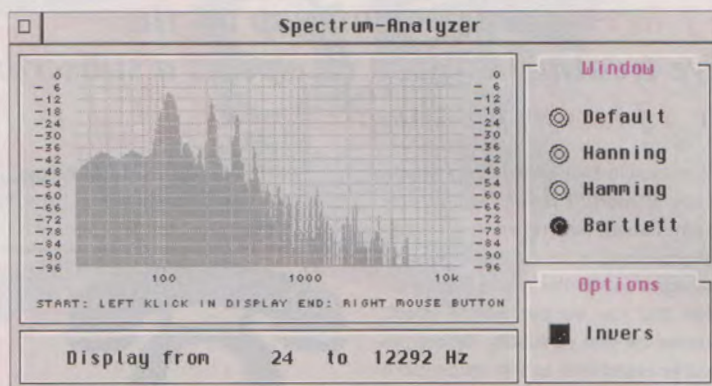 Spectrum-Analyzer
0 0
- 6 - 6
-12 -12
-18 -18
-24 -24
-30 -30
-36 -36
-42 -42
-48 -48
-54 -54
-60 -60
-66 -66
-72 -72
-78 -78
-84 -84
-90 -90
-96 -96
100 1000 10k
START: LEFT KLICK IN DISPLAY END: RIGHT MOUSE BUTTON
Display from 24 to 12292 Hz
Window
Default
Hanning
Hamming
Bartlett
Options
Invers